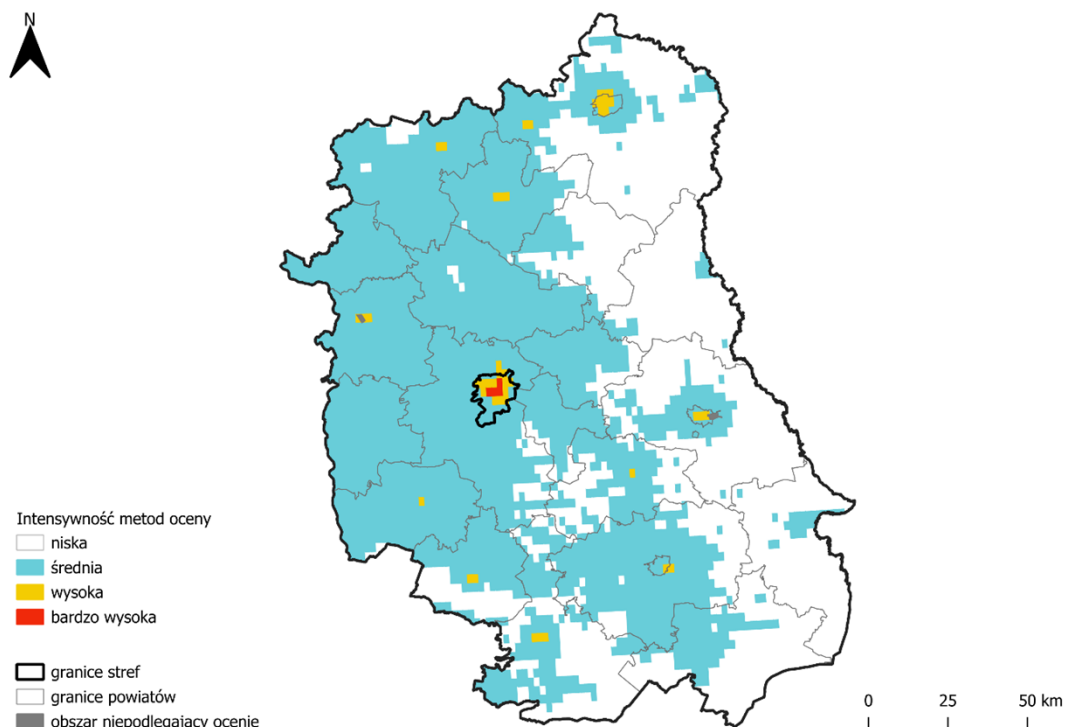 N
Intensywność metod oceny
niska
średnia
wysoka
bardzo wysoka
granice stref
granice powiatów
obszar niepodlegający ocenie
0 25 50 km